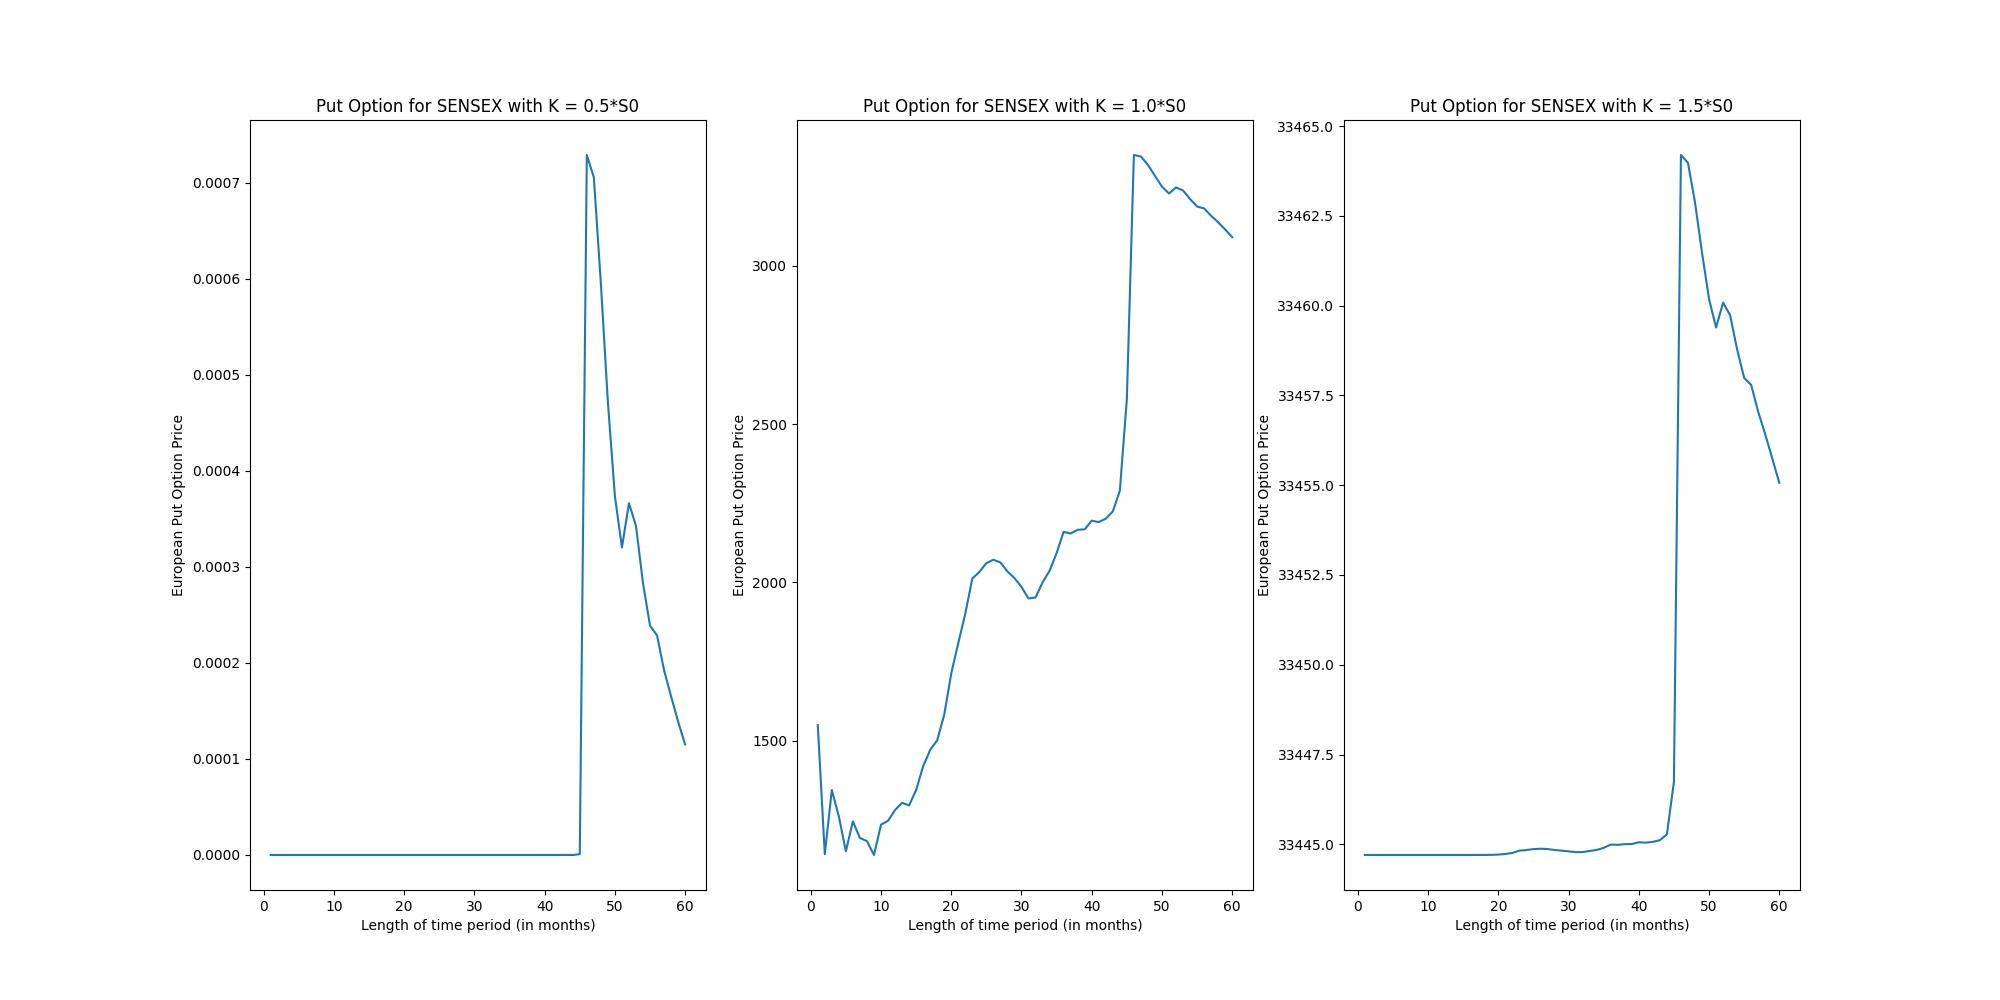 Put Option for SENSEX with K = 0.5*S0
European Put Option Price
0.0007
0.0006
0.0005
0.0004
0.0003
0.0002
0.0001
0.0000
0 10 20 30 40 50 60
Length of time period (in months)
Put Option for SENSEX with K = 1.0*S0
European Put Option Price
3000
2500
2000
1500
0 10 20 30 40 50 60
Length of time period (in months)
Put Option for SENSEX with K = 1.5*S0
European Put Option Price
33465.0
33462.5
33460.0
33457.5
33455.0
33452.5
33450.0
33447.5
33445.0
0 10 20 30 40 50 60
Length of time period (in months)